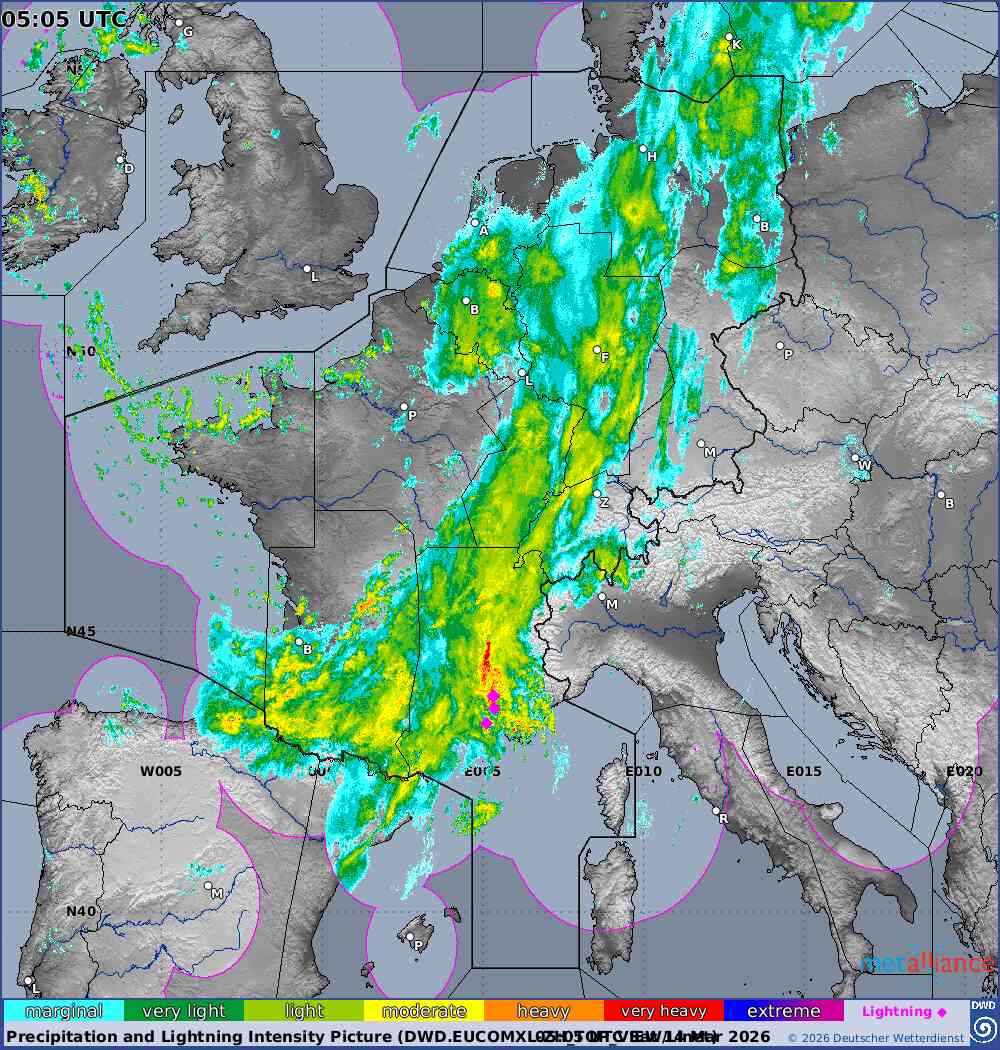 05:05 UTC
G
K
D
H
A
B
L
B
N50
F
P
L
P
M
W
Z
B
M
N45
B
W005
E005
E010
E015
E020
R
M
N40
P
L
metalliance
marginal very light light moderate heavy very heavy extreme Lightning ◆
DWD
Precipitation and Lightning Intensity Picture (DWD.EUCOMXL 2026
© 2026 Deutscher Wetterdienst